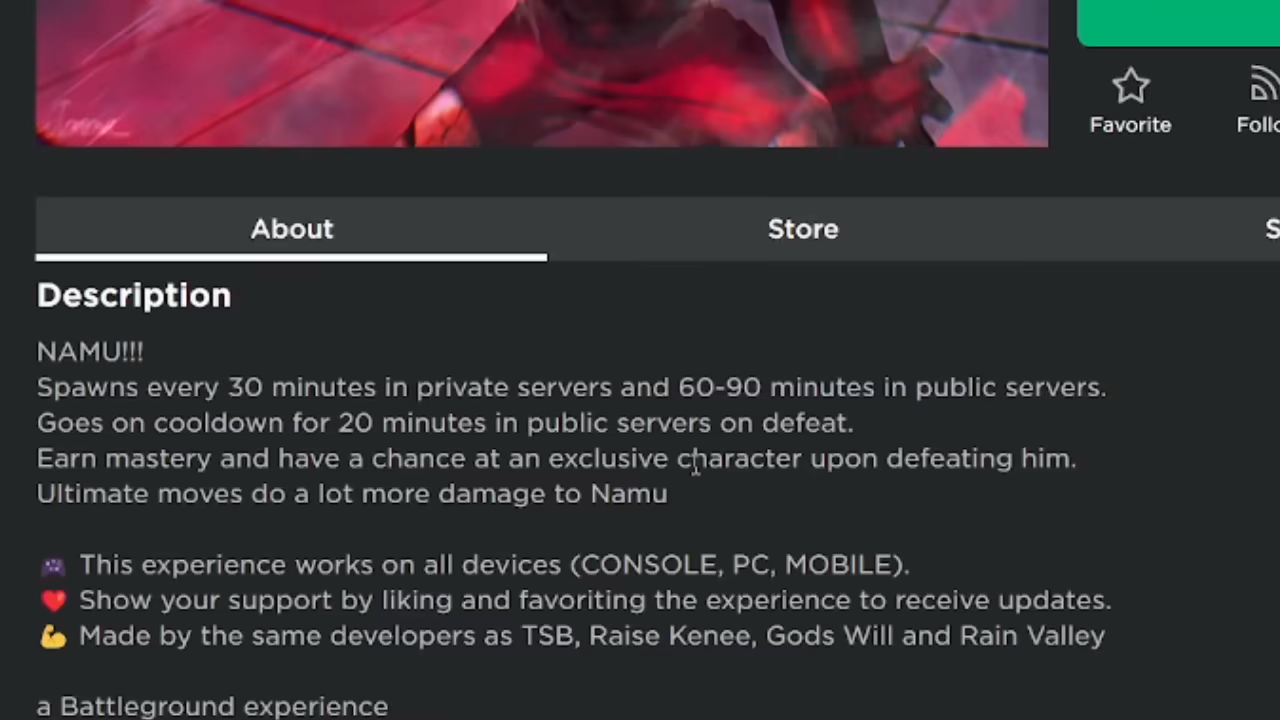 Favorite
About
Store
Description
NAMU!!!
Spawns every 30 minutes in private servers and 60-90 minutes in public servers.
Goes on cooldown for 20 minutes in public servers on defeat.
Earn mastery and have a chance at an exclusive character upon defeating him.
Ultimate moves do a lot more damage to Namu
🎮 This experience works on all devices (CONSOLE, PC, MOBILE).
❤️ Show your support by liking and favoriting the experience to receive updates.
💪 Made by the same developers as TSB, Raise Kenee, Gods Will and Rain Valley
a Battleground experience